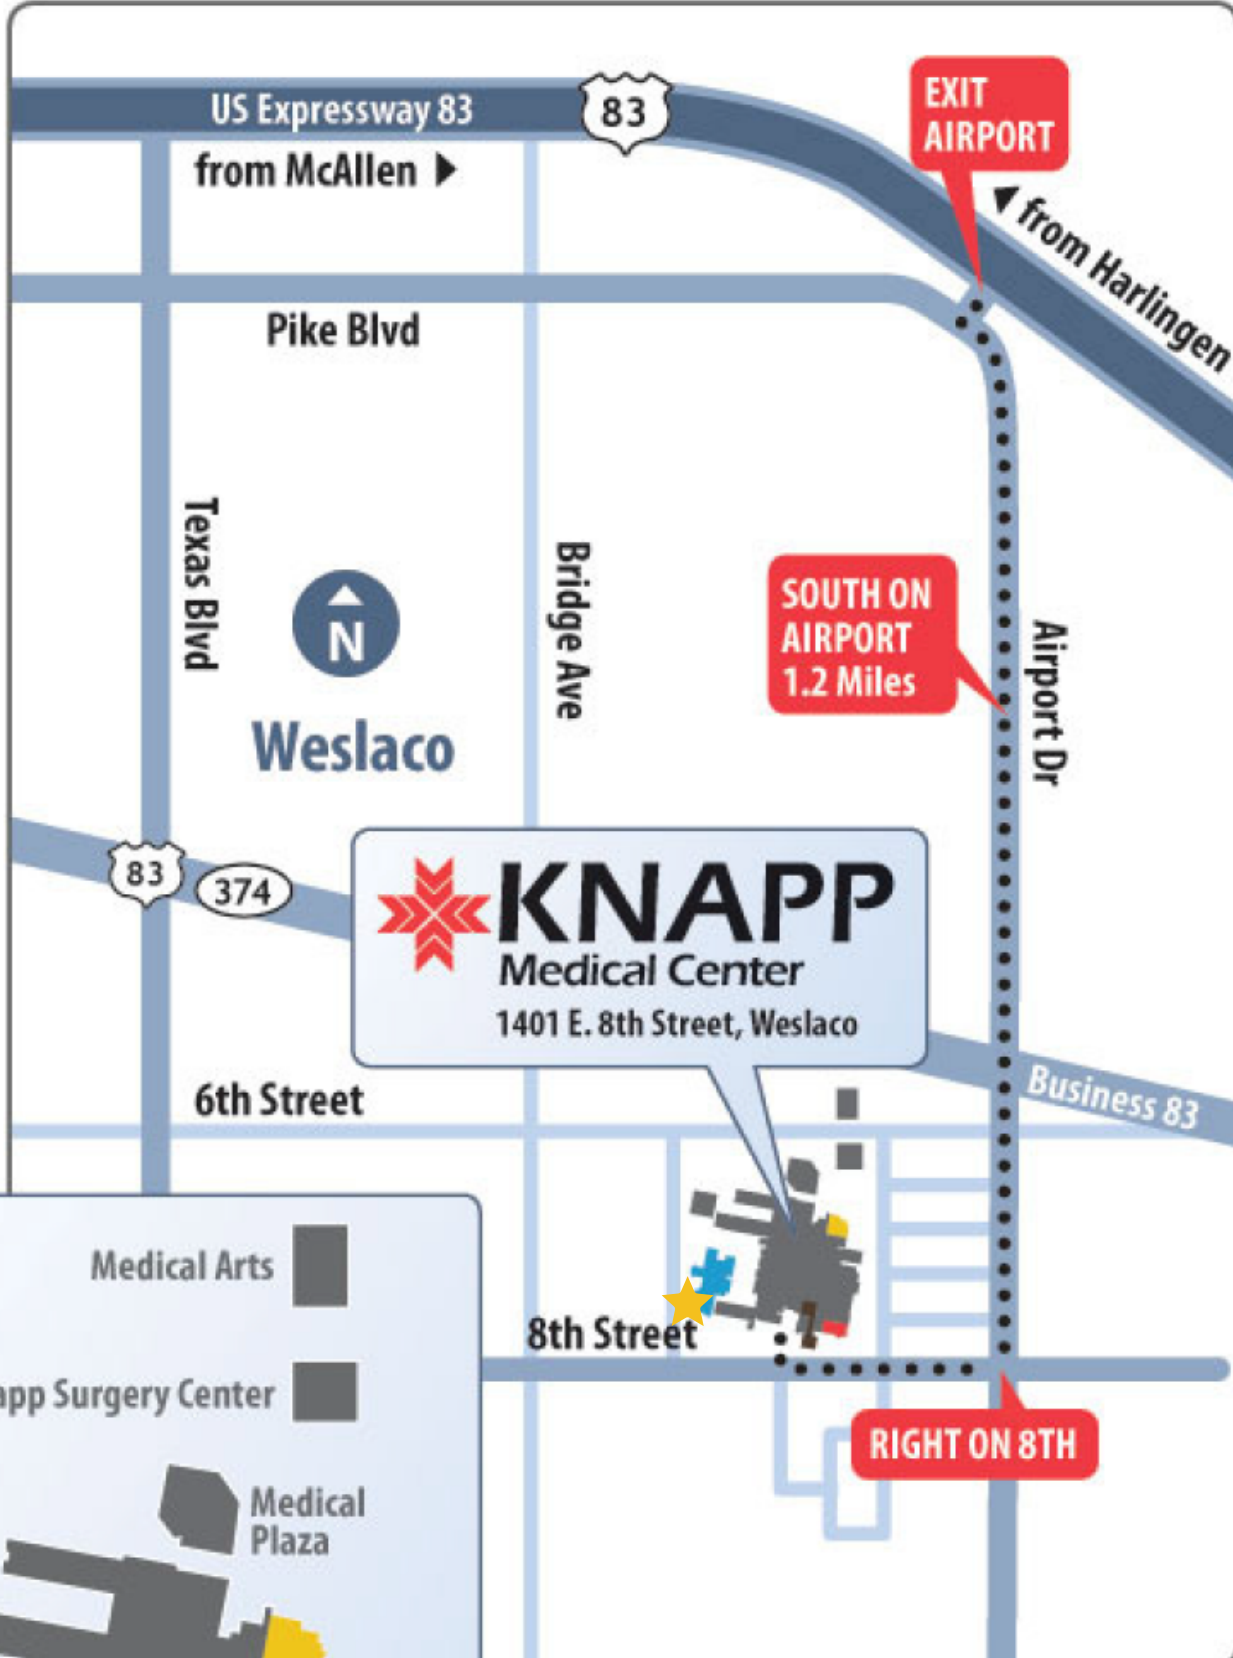 US Expressway 83
83
EXIT
AIRPORT
from McAllen
from Harlingen
Pike Blvd
Texas Blvd
Bridge Ave
N
SOUTH ON
AIRPORT
1.2 Miles
Airport Dr
Weslaco
83
374
KNAPP
Medical Center
1401 E. 8th Street, Weslaco
Business 83
6th Street
8th Street
Medical Arts
app Surgery Center
RIGHT ON 8TH
Medical
Plaza